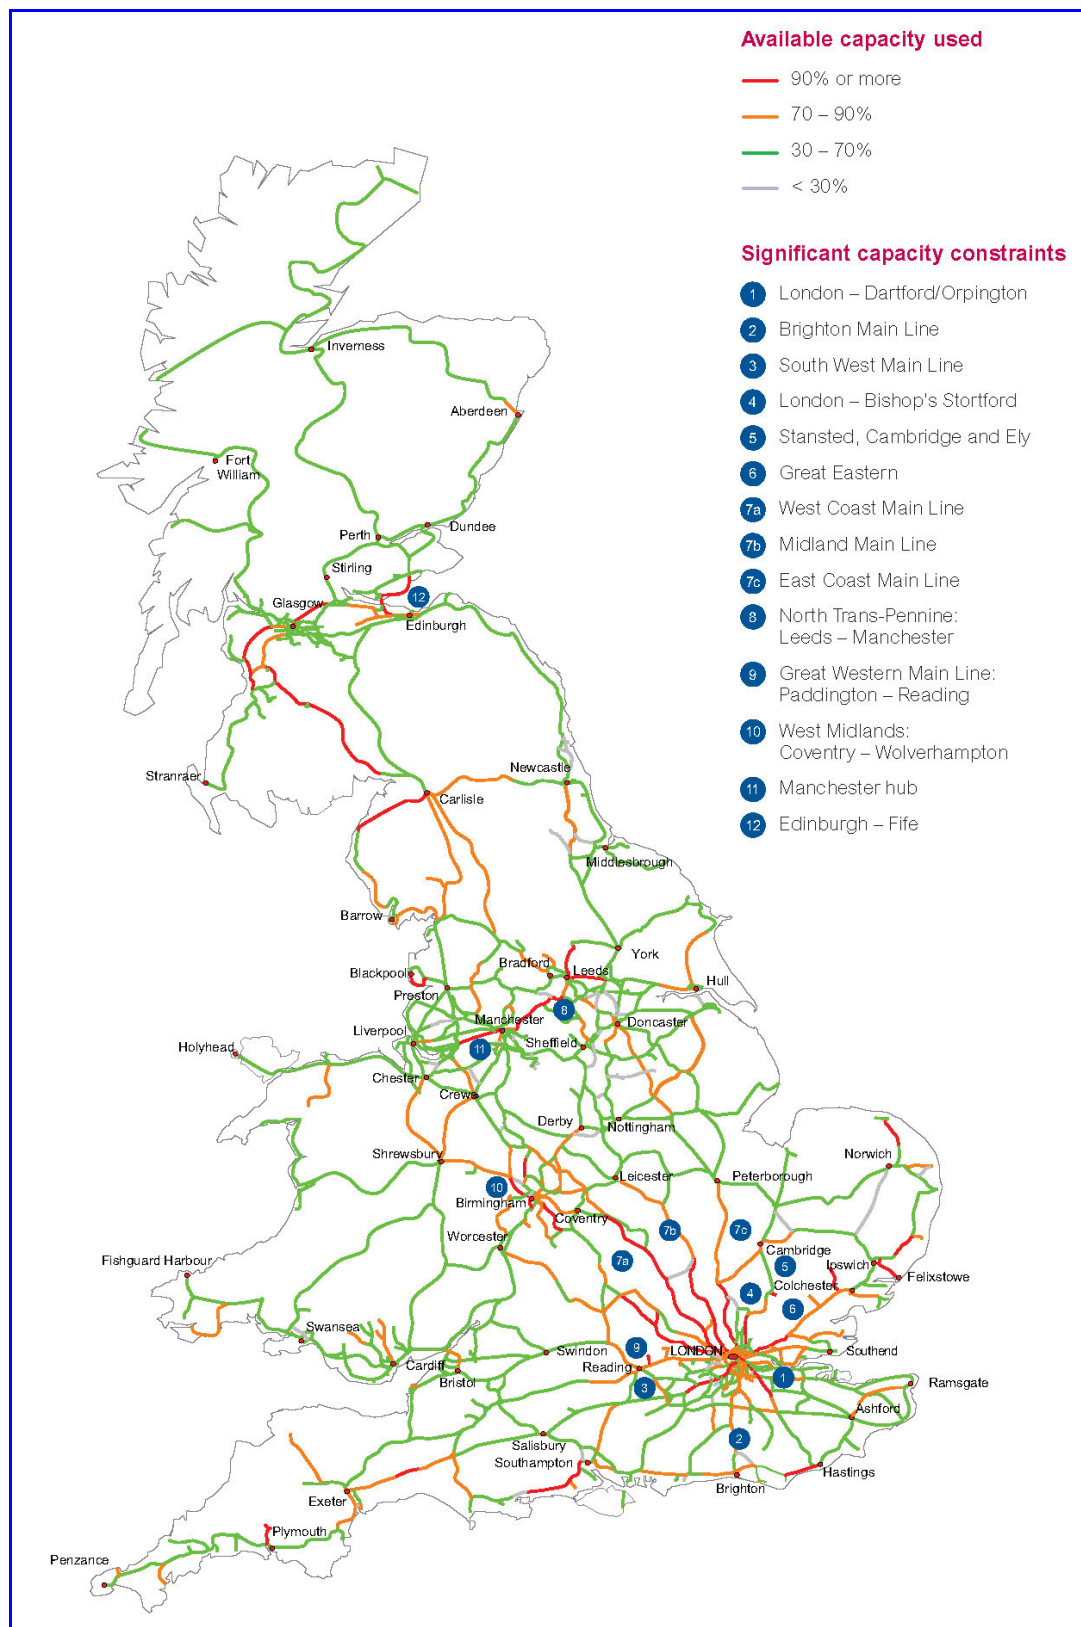 Available capacity used
90% or more
70 – 90%
30 – 70%
< 30%
Significant capacity constraints
1 London – Dartford/Orpington
2 Brighton Main Line
3 South West Main Line
4 London – Bishop's Stortford
5 Stansted, Cambridge and Ely
6 Great Eastern
7a West Coast Main Line
7b Midland Main Line
7c East Coast Main Line
8 North Trans-Pennine:
Leeds – Manchester
9 Great Western Main Line:
Paddington – Reading
10 West Midlands:
Coventry – Wolverhampton
11 Manchester hub
12 Edinburgh – Fife
Inverness
Aberdeen
Fort
William
Dundee
Perth
Stirling
12
Glasgow
Edinburgh
Newcastle
Stranraer
Carlisle
Middlesbrough
Barrow
York
Bradford
Leeds
Blackpool
Hull
Preston
8
Manchester
Doncaster
Liverpool
Sheffield
Holyhead
11
Chester
Crewe
Derby
Nottingham
Shrewsbury
Norwich
Leicester
Peterborough
10
Birmingham
Coventry
7b
7c
Worcester
Cambridge
Fishguard Harbour
7a
5
Ipswich
Felixstowe
Colchester
4
6
Swansea
9
LONDON
Swindon
Southend
Cardiff
Reading
Bristol
1
Ramsgate
3
Ashford
2
Salisbury
Southampton
Hastings
Brighton
Exeter
Plymouth
Penzance